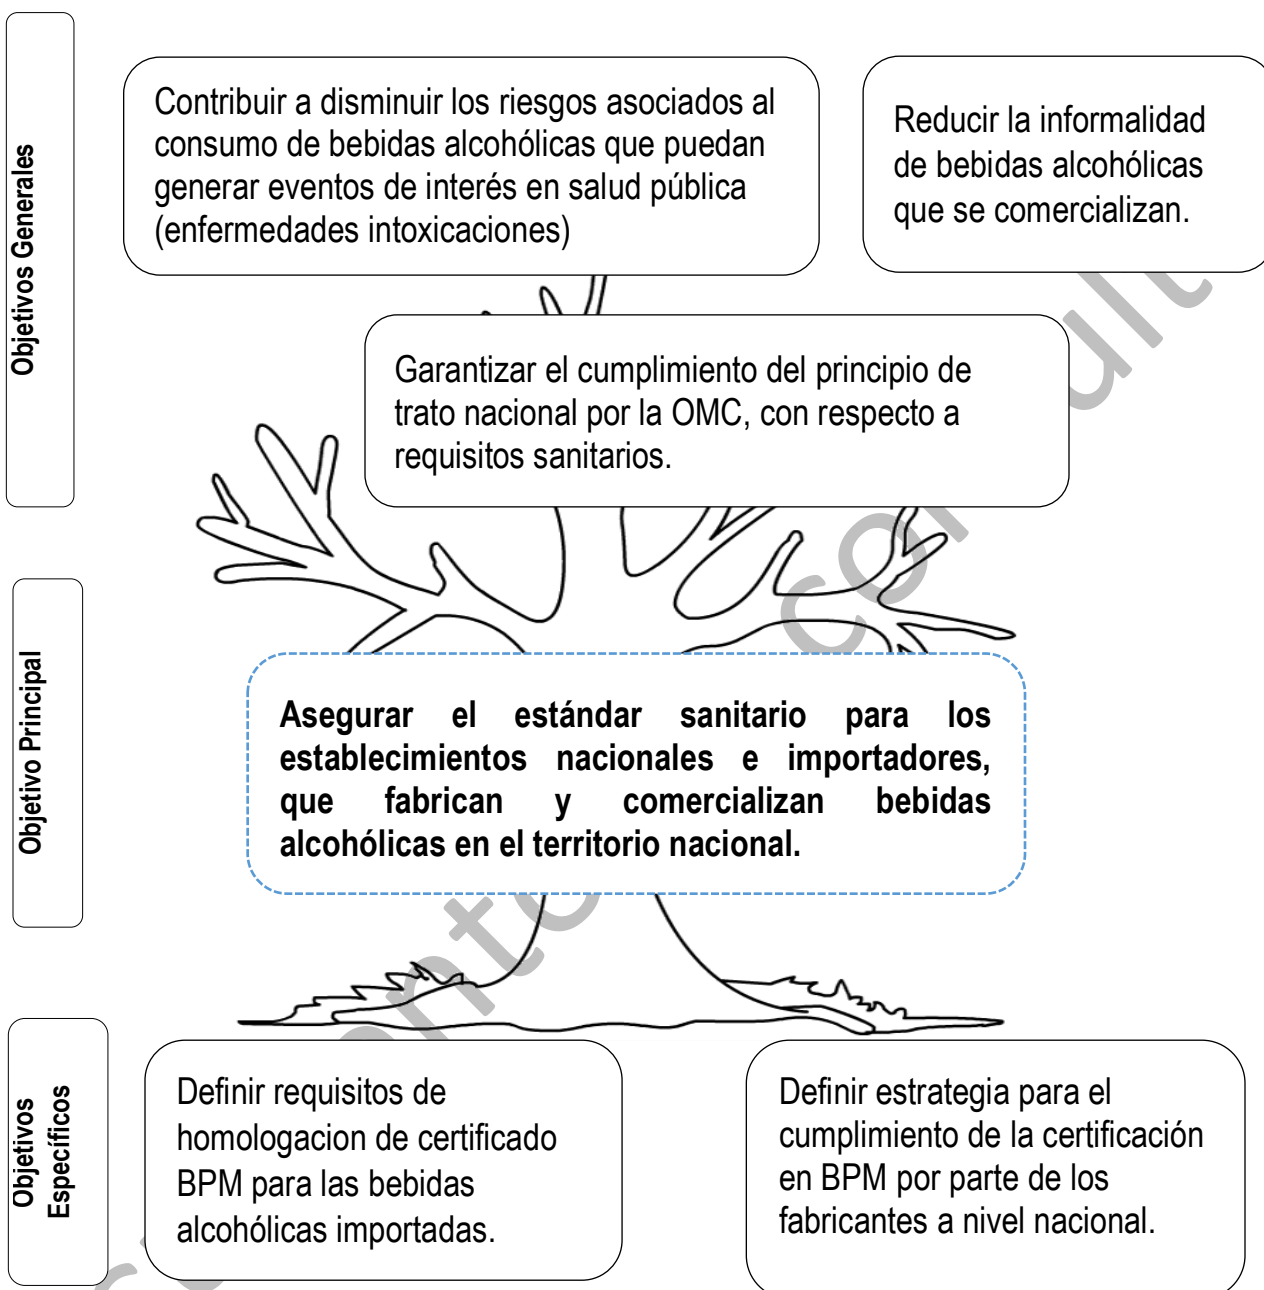 Objetivos Generales
Contribuir a disminuir los riesgos asociados al
consumo de bebidas alcohólicas que puedan
generar eventos de interés en salud pública
(enfermedades intoxicaciones)
Reducir la informalidad
de bebidas alcohólicas
que se comercializan.
Garantizar el cumplimiento del principio de
trato nacional por la OMC, con respecto a
requisitos sanitarios.
Objetivo Principal
Asegurar el estándar sanitario para los
establecimientos nacionales e importadores,
que fabrican y comercializan bebidas
alcohólicas en el territorio nacional.
Objetivos
Específicos
Definir requisitos de
homologacion de certificado
BPM para las bebidas
alcohólicas importadas.
Definir estrategia para el
cumplimiento de la certificación
en BPM por parte de los
fabricantes a nivel nacional.